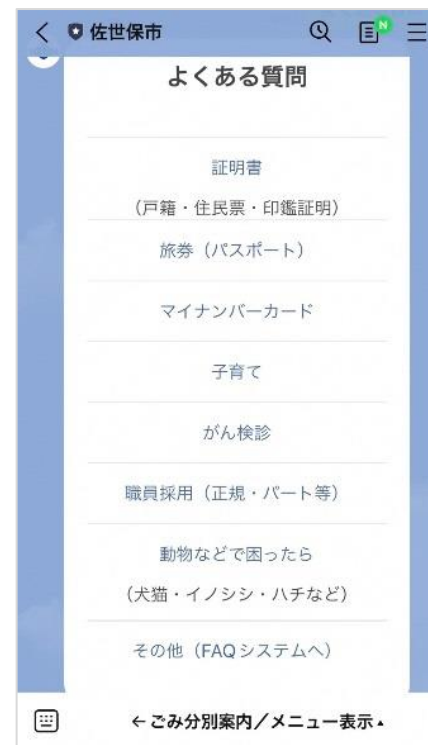 佐世保市
N
よくある質問
証明書
（戸籍・住民票・印鑑証明）
旅券（パスポート）
マイナンバーカード
子育て
がん検診
職員採用（正規・パート等）
動物などで困ったら
（犬猫・イノシシ・ハチなど）
その他（FAQシステムへ）
←ごみ分別案内／メニュー表示▲